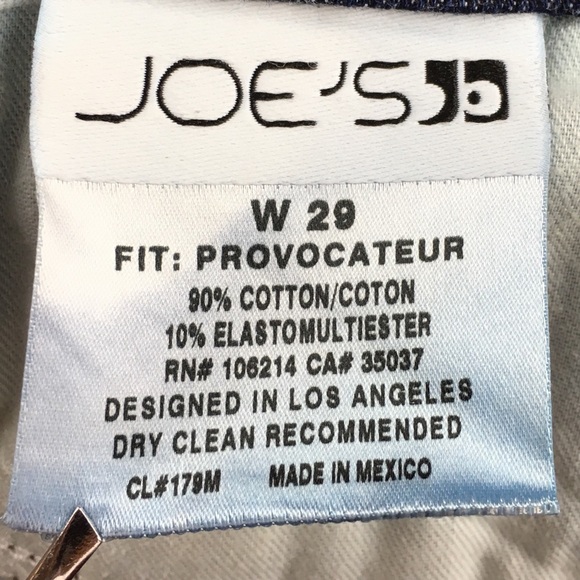 JOE'S
W 29
FIT: PROVOCATEUR
90% COTTON/COTON
10% ELASTOMULTIESTER
RN# 106214 CA# 35037
DESIGNED IN LOS ANGELES
DRY CLEAN RECOMMENDED
CL#179M MADE IN MEXICO